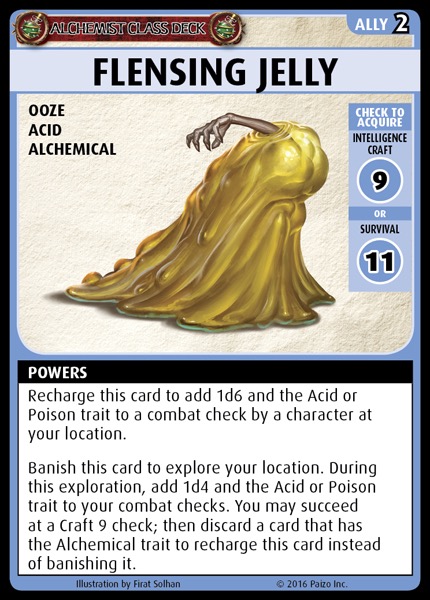 ALCHEMIST CLASS DECK
ALLY 2
FLENSING JELLY
OOZE
ACID
ALCHEMICAL
CHECK TO
ACQUIRE
INTELLIGENCE
CRAFT
9
OR
SURVIVAL
11
POWERS
Recharge this card to add 1d6 and the Acid or
Poison trait to a combat check by a character at
your location.
Banish this card to explore your location. During
this exploration, add 1d4 and the Acid or Poison
trait to your combat checks. You may succeed
at a Craft 9 check; then discard a card that has
the Alchemical trait to recharge this card instead
of banishing it.
Illustration by Firat Solhan
© 2016 Paizo Inc.